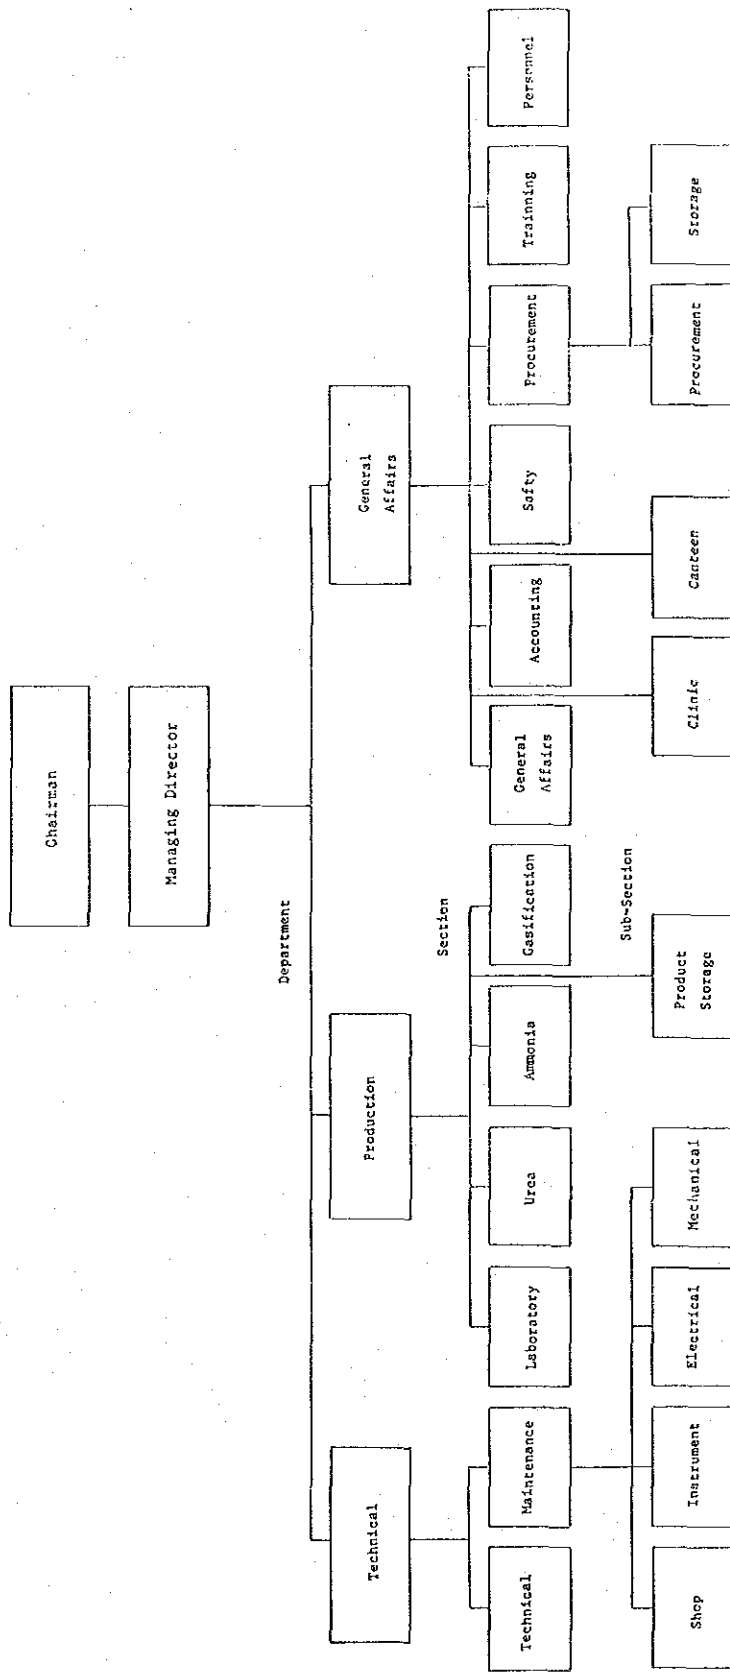 Chairman
Managing Director
Department
Technical
Production
General
Affairs
Section
Technical
Maintenance
Laboratory
Urea
Ammonia
Gasification
General
Affairs
Accounting
Safty
Procurement
Trainning
Personnel
Sub-Section
Shop
Instrument
Electrical
Mechanical
Product
Storage
Clinic
Canteen
Procurement
Storage